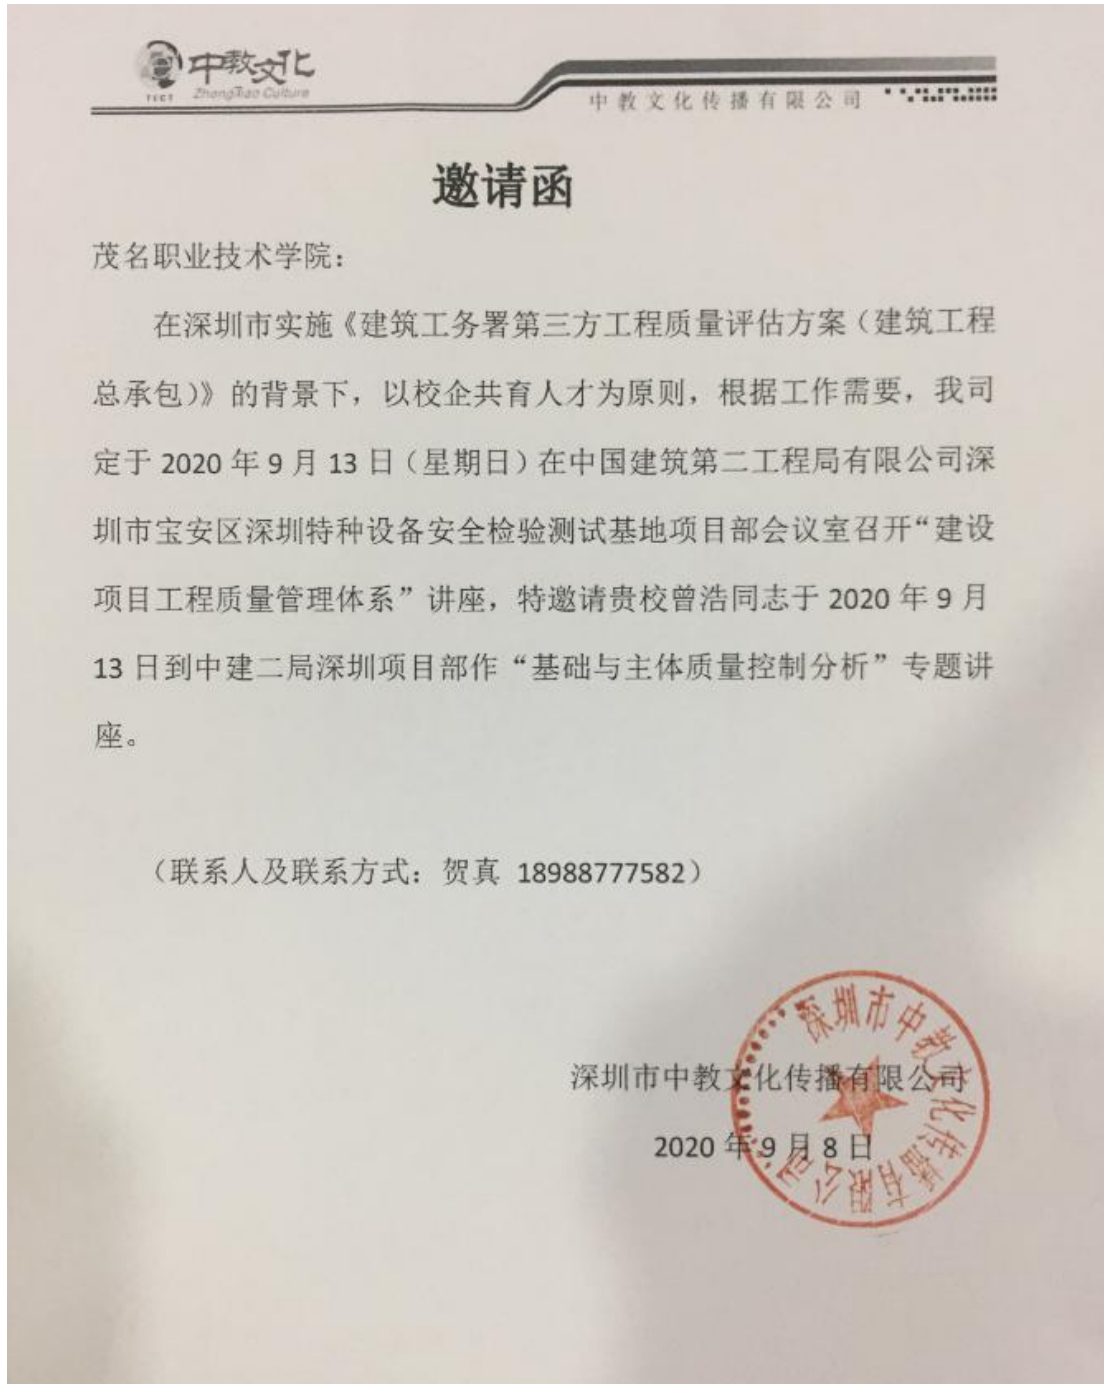 中教文化
ZhongJiao Culture
TECT
中教文化传播有限公司
邀请函
茂名职业技术学院：
在深圳市实施《建筑工务署第三方工程质量评估方案（建筑工程
总承包）》的背景下，以校企共育人才为原则，根据工作需要，我司
定于 2020 年 9 月 13 日（星期日）在中国建筑第二工程局有限公司深
圳市宝安区深圳特种设备安全检验测试基地项目部会议室召开“建设
项目工程质量管理体系”讲座，特邀请贵校曾浩同志于 2020 年 9 月
13 日到中建二局深圳项目部作“基础与主体质量控制分析”专题讲
座。
（联系人及联系方式：贺真 18988777582）
深圳市中教文化传播有限公司
2020 年 9 月 8 日
深圳市中教文化传播有限公司